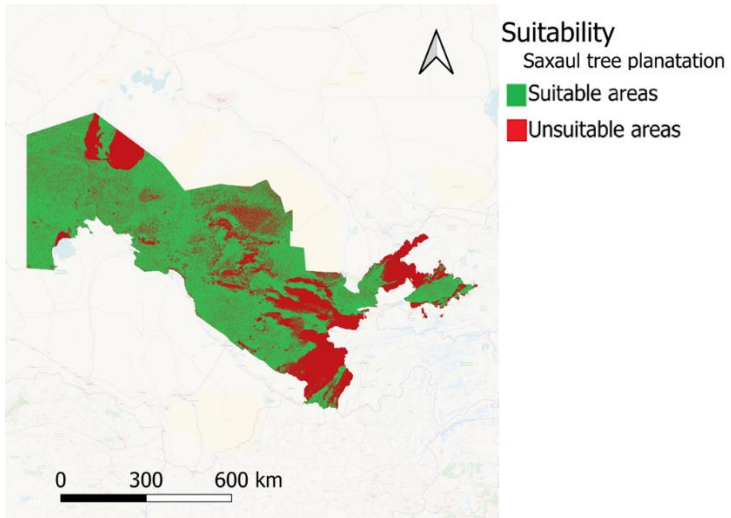 Suitability
Saxaul tree planatation
Suitable areas
Unsuitable areas
0 300 600 km